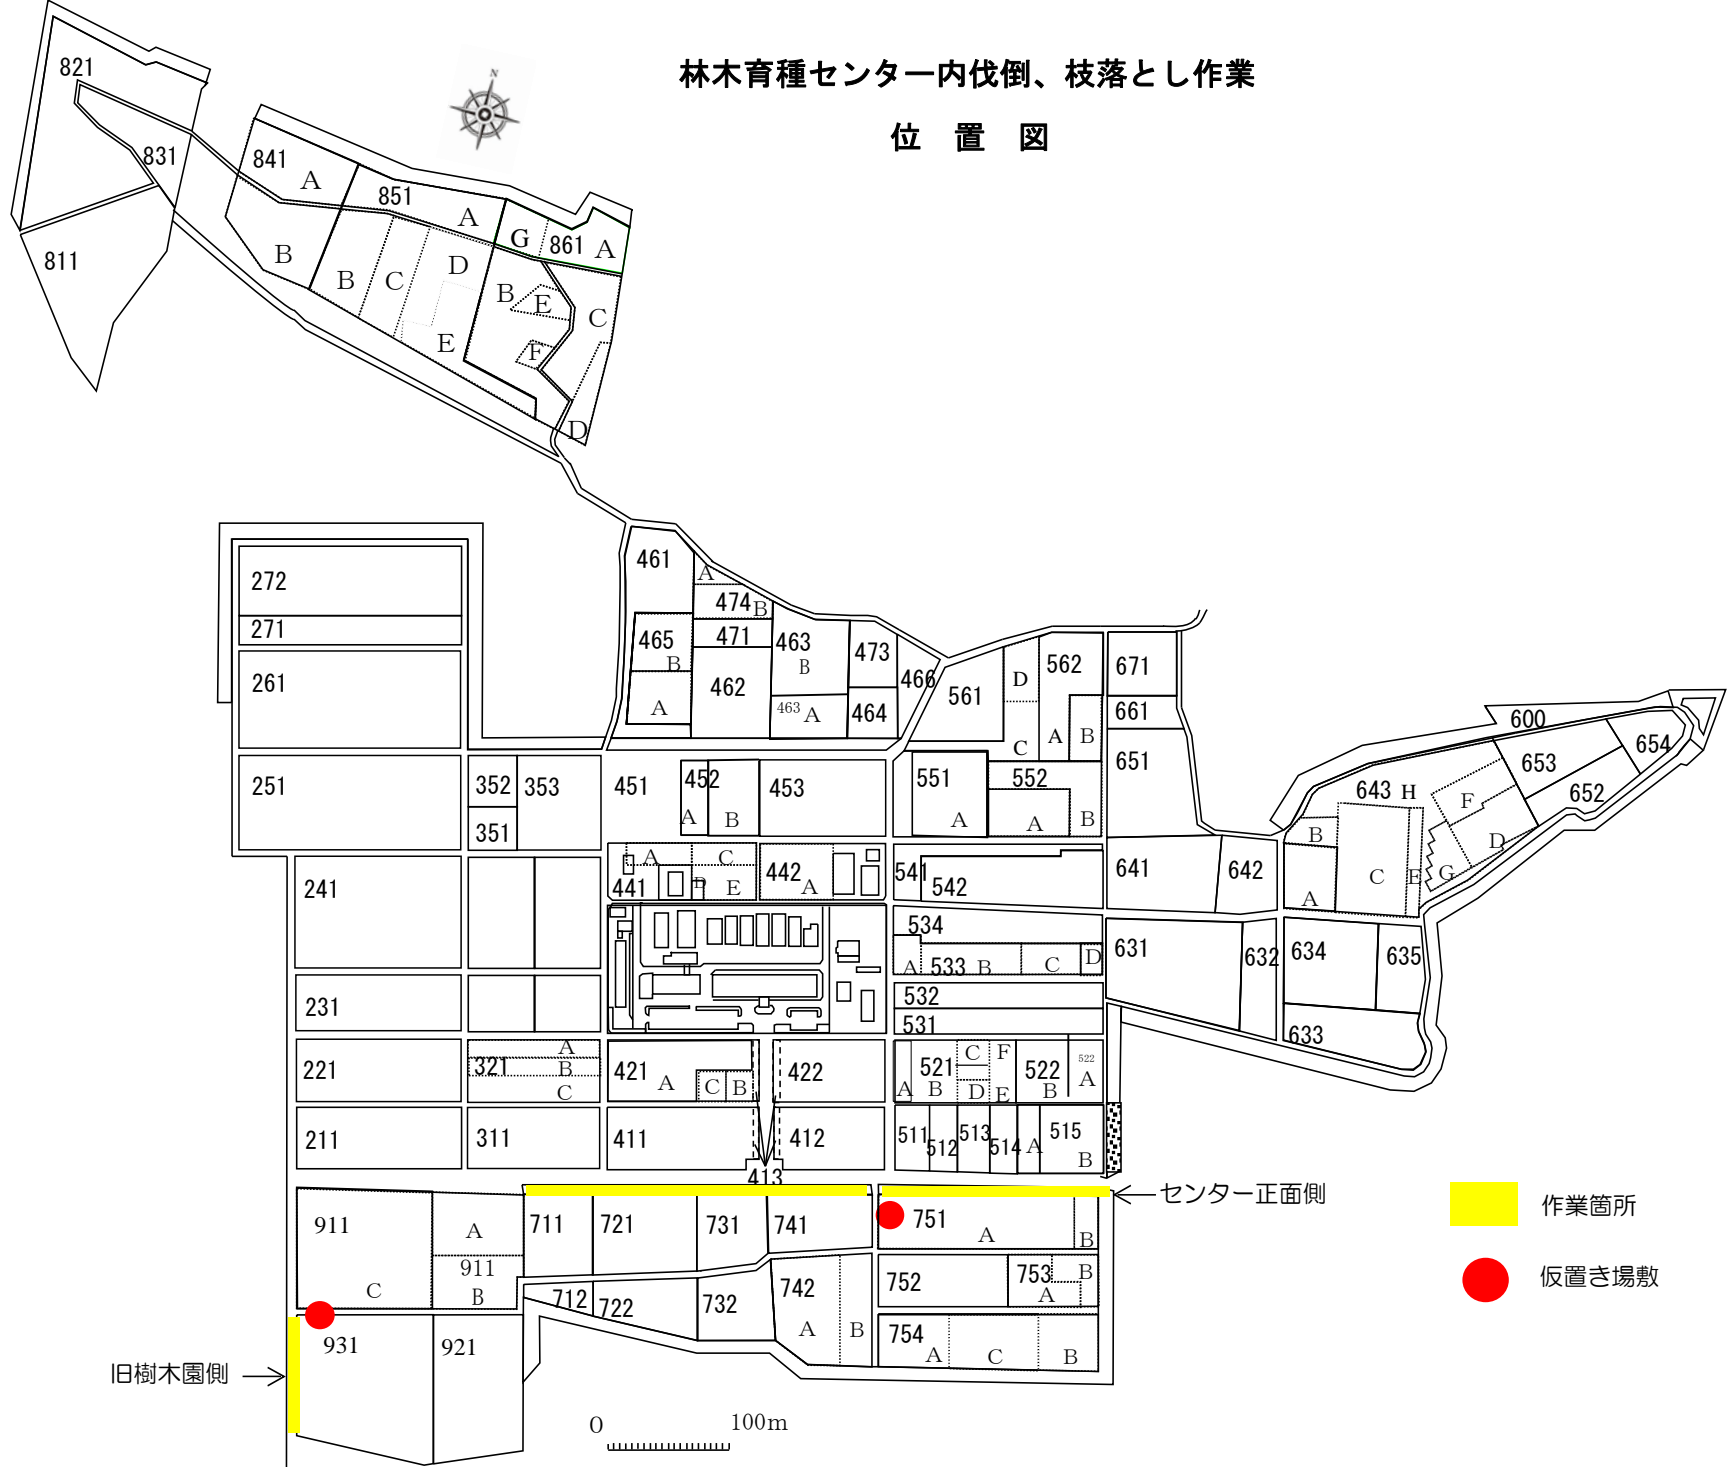 林木育種センター内伐倒、枝落とし作業
位 置 図
N
821
831
811
841
A
B
851
A
B
C
D
E
G
861
A
B
E
F
C
D
272
271
261
251
241
231
221
211
352
353
351
321
A
B
C
311
461
A
474
B
465
B
A
471
462
463
B
463
A
473
464
466
451
452
A
B
453
441
A
C
D
E
442
A
421
A
C
B
422
411
412
413
561
D
C
562
A
B
551
A
552
A
B
541
542
534
A
533
B
C
D
532
531
521
A
B
C
D
F
E
522
B
522
A
511
512
513
514
A
515
B
671
661
651
641
642
631
632
634
635
633
600
654
653
652
643
H
F
D
B
A
C
E
G
911
C
A
911
B
931
921
711
721
731
741
712
722
732
742
A
B
751
A
B
752
753
B
A
754
A
C
B
センター正面側
旧樹木園側
作業箇所
仮置き場敷
0
100m